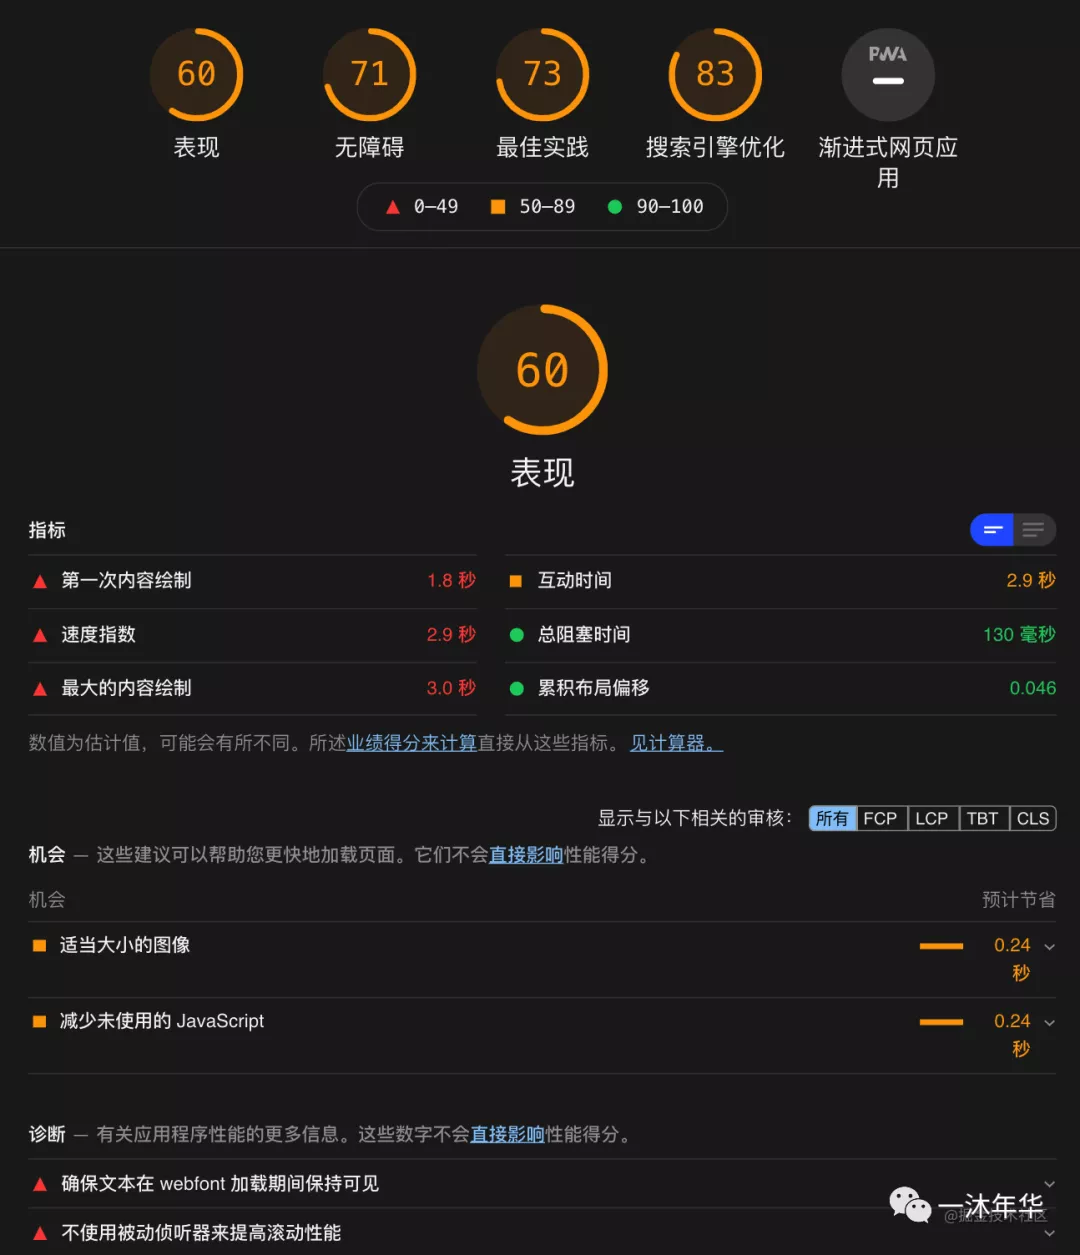 60
71
73
83
PWA
表现
无障碍
最佳实践
搜索引擎优化
渐进式网页应
用
0–49
50–89
90–100
60
表现
指标
第一次内容绘制 1.8 秒
互动时间 2.9 秒
速度指数 2.9 秒
总阻塞时间 130 毫秒
最大的内容绘制 3.0 秒
累积布局偏移 0.046
数值为估计值，可能会有所不同。所述业绩得分来计算直接从这些指标。 见计算器。
显示与以下相关的审核： 所有 FCP LCP TBT CLS
机会 — 这些建议可以帮助您更快地加载页面。它们不会直接影响性能得分。
机会 预计节省
适当大小的图像 0.24
秒
减少未使用的 JavaScript 0.24
秒
诊断 — 有关应用程序性能的更多信息。这些数字不会直接影响性能得分。
确保文本在 webfont 加载期间保持可见
一沐年华
@掘金技术社区
不使用被动侦听器来提高滚动性能